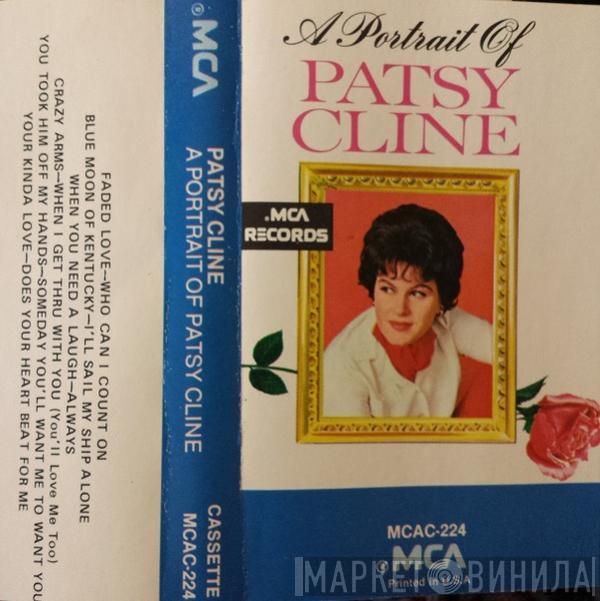 FADED LOVE—WHO CAN I COUNT ON
BLUE MOON OF KENTUCKY—I'LL SAIL MY SHIP ALONE
WHEN YOU NEED A LAUGH—ALWAYS
CRAZY ARMS—WHEN I GET THRU WITH YOU (You'll Love Me Too)
YOU TOOK HIM OFF MY HANDS—SOMEDAY YOU'LL WANT ME TO WANT YOU
YOUR KINDA LOVE—DOES YOUR HEART BEAT FOR ME
MCA
PATSY CLINE
A PORTRAIT OF PATSY CLINE
CASSETTE
MCAC-224
A Portrait Of
PATSY
CLINE
.MCA
RECORDS
MCAC-224
MCA
Printed in U.S.A
МАРКЕТ ВИНИЛА